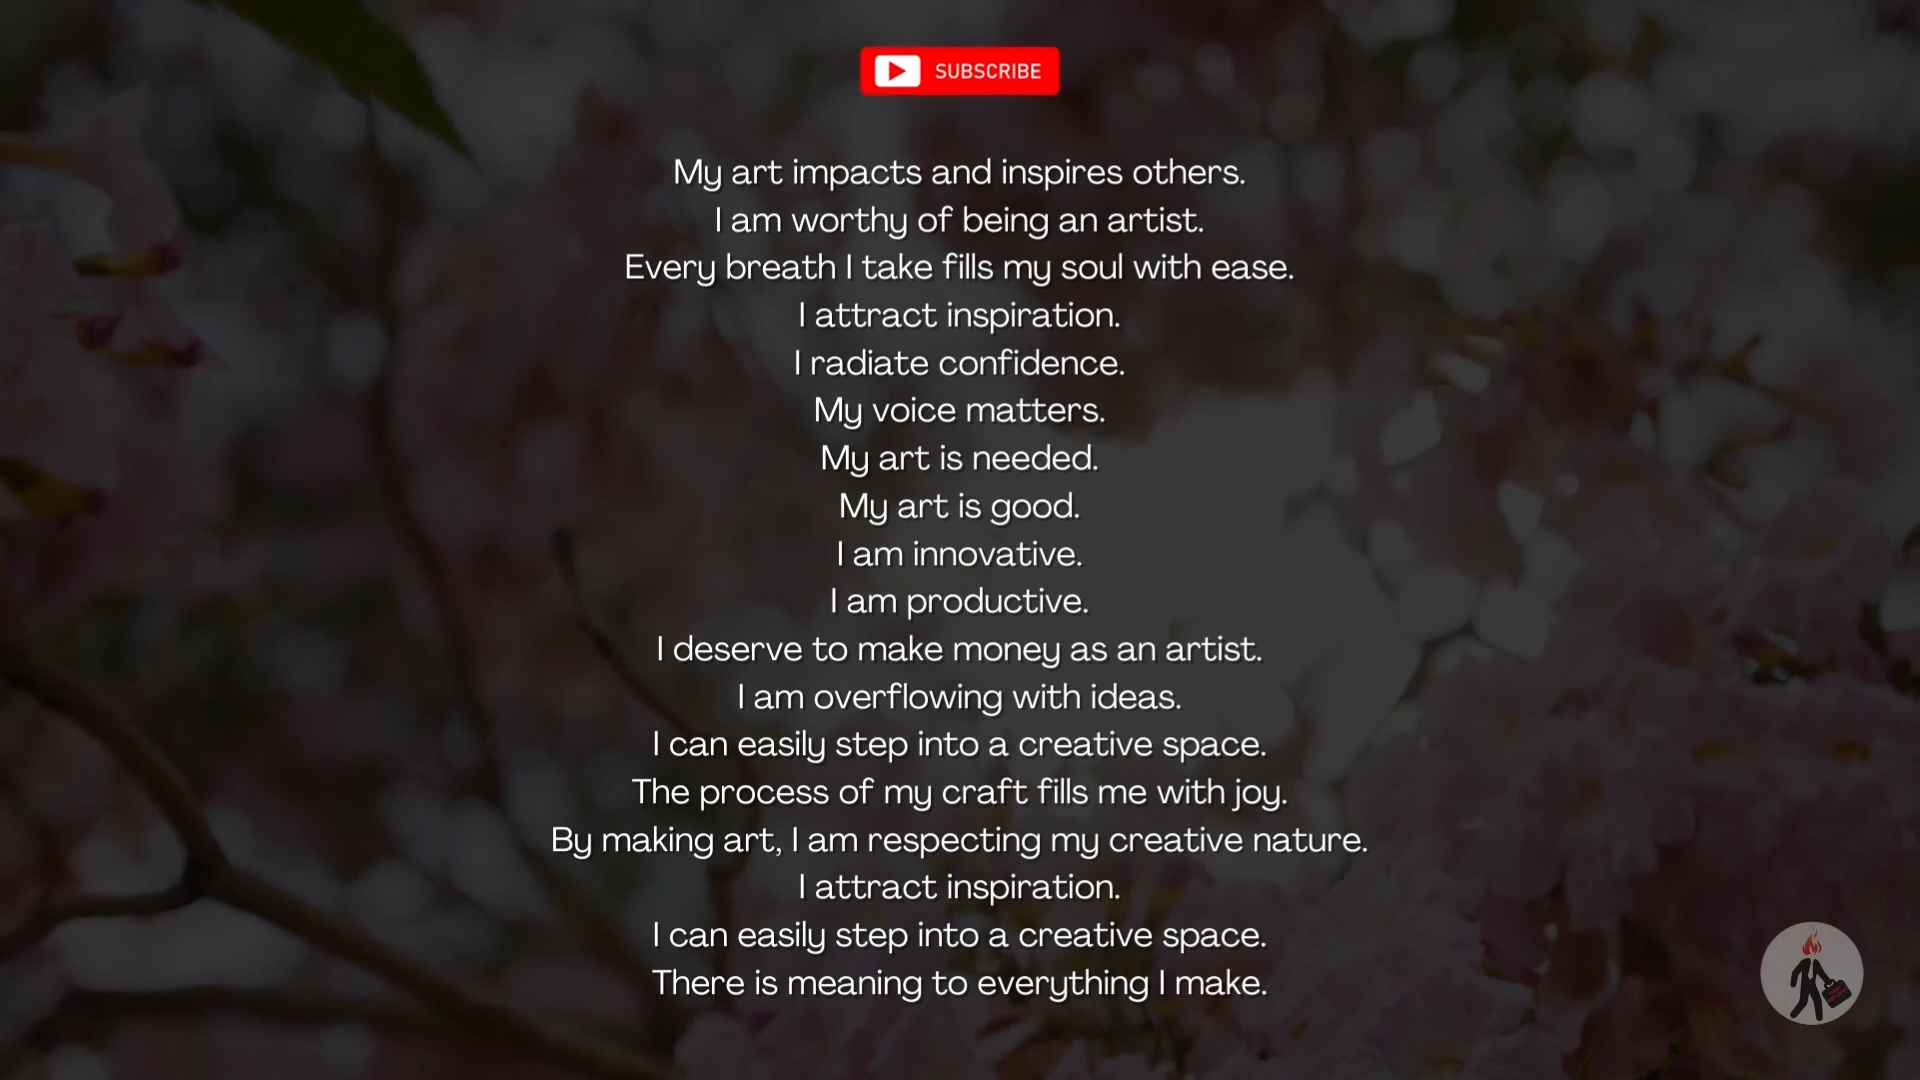 SUBSCRIBE
My art impacts and inspires others.
I am worthy of being an artist.
Every breath I take fills my soul with ease.
I attract inspiration.
I radiate confidence.
My voice matters.
My art is needed.
My art is good.
I am innovative.
I am productive.
I deserve to make money as an artist.
I am overflowing with ideas.
I can easily step into a creative space.
The process of my craft fills me with joy.
By making art, I am respecting my creative nature.
I attract inspiration.
I can easily step into a creative space.
There is meaning to everything I make.